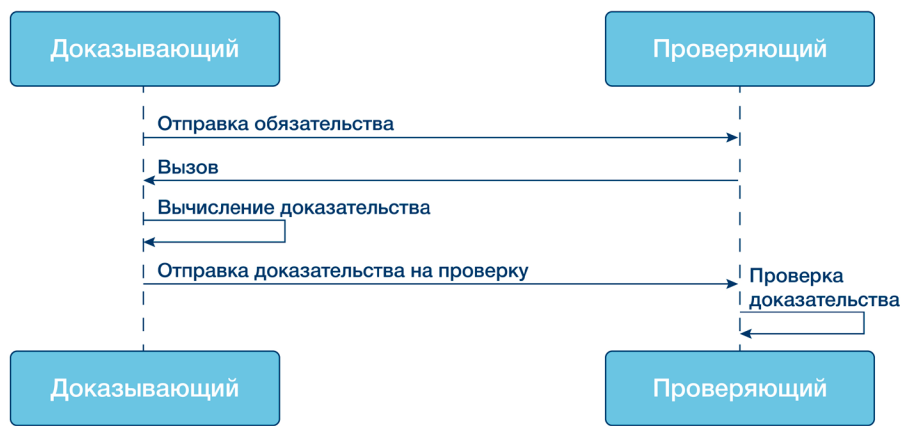 Доказывающий
Проверяющий
Отправка обязательства
Вызов
Вычисление доказательства
Отправка доказательства на проверку
Проверка
доказательства
Доказывающий
Проверяющий